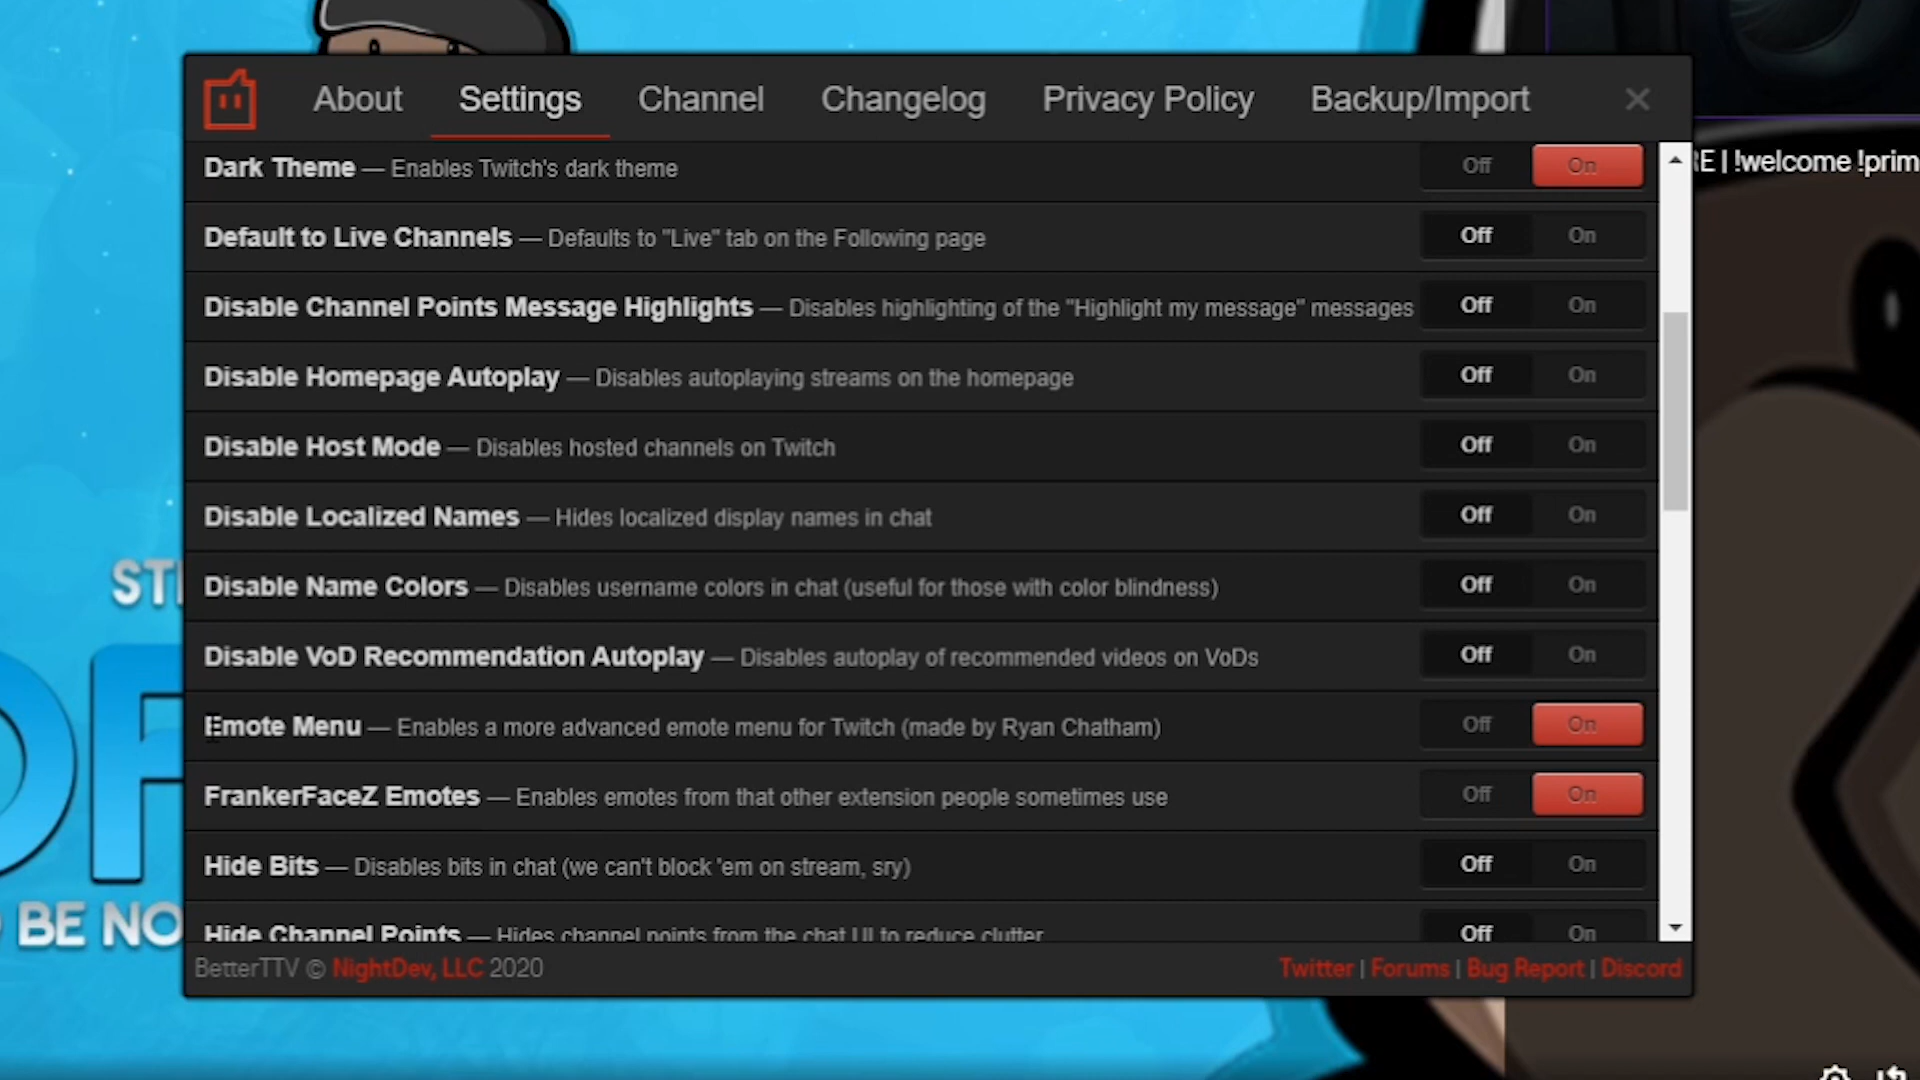 About Settings Channel Changelog Privacy Policy Backup/Import ×
Dark Theme — Enables Twitch's dark theme Off On
RE | !welcome !prim
Default to Live Channels — Defaults to "Live" tab on the Following page Off On
Disable Channel Points Message Highlights — Disables highlighting of the "Highlight my message" messages Off On
Disable Homepage Autoplay — Disables autoplaying streams on the homepage Off On
Disable Host Mode — Disables hosted channels on Twitch Off On
Disable Localized Names — Hides localized display names in chat Off On
Disable Name Colors — Disables username colors in chat (useful for those with color blindness) Off On
Disable VoD Recommendation Autoplay — Disables autoplay of recommended videos on VoDs Off On
Emote Menu — Enables a more advanced emote menu for Twitch (made by Ryan Chatham) Off On
FrankerFaceZ Emotes — Enables emotes from that other extension people sometimes use Off On
Hide Bits — Disables bits in chat (we can't block 'em on stream, sry) Off On
Hide Channel Points — Hides channel points from the chat UI to reduce clutter Off On
BE NO
BetterTTV © NightDev, LLC 2020 Twitter | Forums | Bug Report | Discord